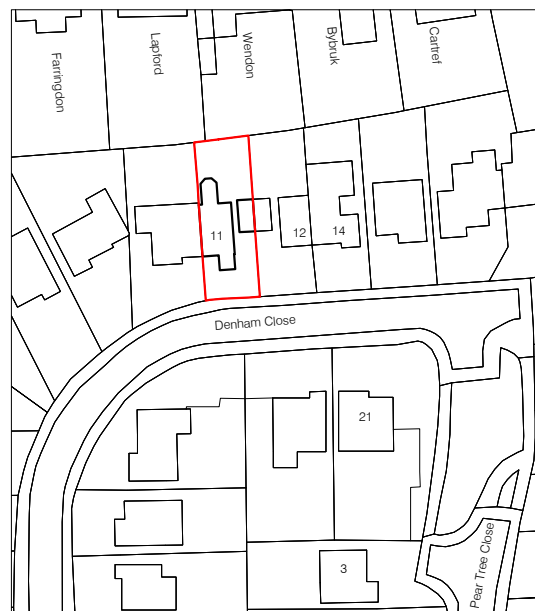 Farringdon
Lapford
Wendon
Bybruk
Cartref
11
12
14
Denham Close
21
3
Pear Tree Close